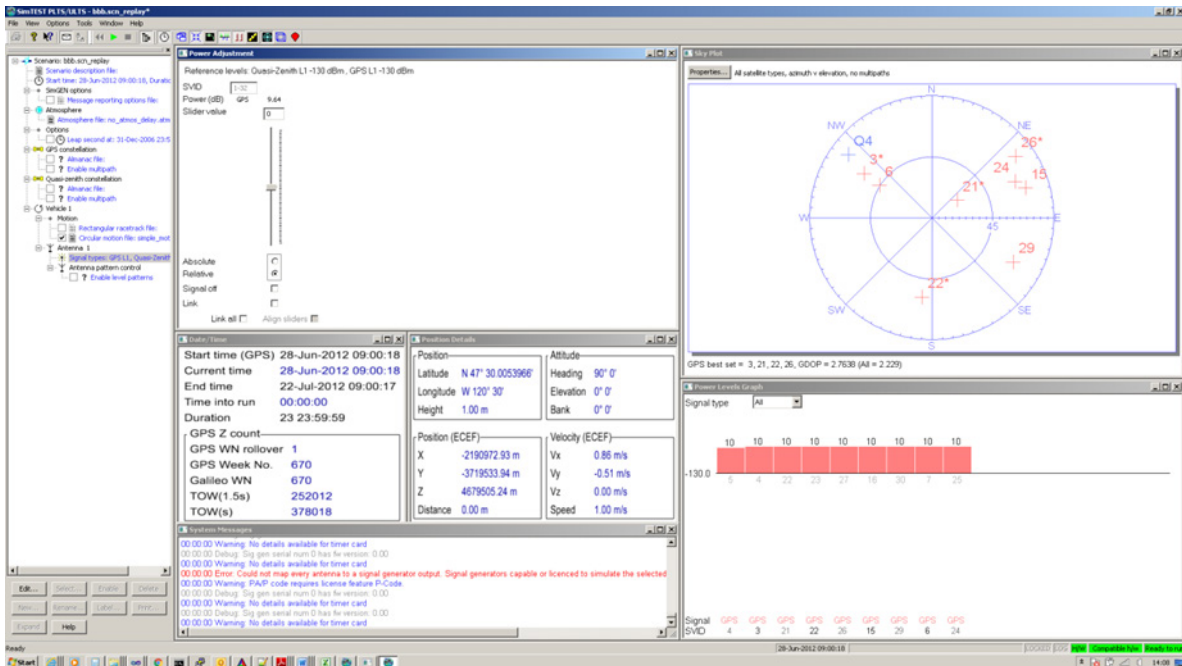 SimTEST PLTS/ULTS - bbb.scn_replay*
File View Options Tools Window Help
Scenario: bbb.scn_replay
Scenario description file:
Start time: 28-Jun-2012 09:00:18, Duratic
SimGEN options
Message reporting options file:
Atmosphere
Atmosphere file: no_atmos_delay.atm
Options
Leap second at: 31-Dec-2006 23:5
GPS constellation
? Almanac file:
? Enable multipath
Quasi-zenith constellation
? Almanac file:
? Enable multipath
Vehicle 1
Motion
Rectangular racetrack file:
Circular motion file: simple_mot
Antenna 1
Signal types: GPS L1, Quasi-Zenith
Antenna pattern control
? Enable level patterns
Edit... Select... Enable Delete
New... Rename... Label... Print...
Expand Help
Power Adjustment
Reference levels: Quasi-Zenith L1 -130 dBm , GPS L1 -130 dBm
SVID 1-32
Power (dB) GPS 9.64
Slider value 0
Absolute
Relative
Signal off
Link
Link all Align sliders
Date/Time
Start time (GPS) 28-Jun-2012 09:00:18
Current time 28-Jun-2012 09:00:18
End time 22-Jul-2012 09:00:17
Time into run 00:00:00
Duration 23 23:59:59
GPS Z count
GPS WN rollover 1
GPS Week No. 670
Galileo WN 670
TOW(1.5s) 252012
TOW(s) 378018
Position Details
Position
Latitude N 47° 30.0053966'
Longitude W 120° 30'
Height 1.00 m
Attitude
Heading 90° 0'
Elevation 0° 0'
Bank 0° 0'
Position (ECEF)
X -2190972.93 m
Y -3719533.94 m
Z 4679505.24 m
Distance 0.00 m
Velocity (ECEF)
Vx 0.86 m/s
Vy -0.51 m/s
Vz 0.00 m/s
Speed 1.00 m/s
System Messages
00:00:00 Warning: No details available for timer card
00:00:00 Debug: Sig gen serial num 0 has fw version: 0.00
00:00:00 Warning: No details available for timer card
00:00:00 Error: Could not map every antenna to a signal generator output. Signal generators capable or licenced to simulate the selected
00:00:00 Warning: PA/P code requires license feature P-Code.
00:00:00 Debug: Sig gen serial num 0 has fw version: 0.00
00:00:00 Warning: No details available for timer card
00:00:00 Debug: Sig gen serial num 0 has fw version: 0.00
00:00:00 Warning: No details available for timer card
Sky Plot
Properties... All satellite types, azimuth v elevation, no multipaths
N
NW NE
Q4 26*
3* 24
6 15
21*
W E
45
29
22*
SW SE
S
GPS best set = 3, 21, 22, 26, GDOP = 2.7638 (All = 2.229)
Power Levels Graph
Signal type All
10 10 10 10 10 10 10 10 10
-130.0
5 4 22 23 27 16 30 7 25
Signal GPS GPS GPS GPS GPS GPS GPS GPS GPS
SVID 4 3 21 22 26 15 29 6 24
Ready
28-Jun-2012 09:00:18 LOCKED LOG H/W Compatible h/w Ready to run
Start 14:08